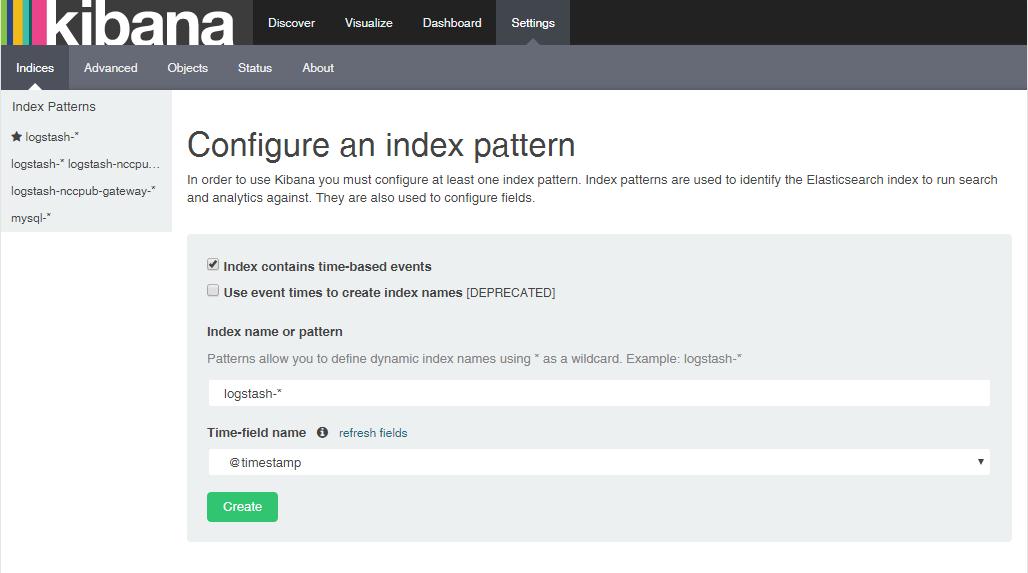 kibana
Discover
Visualize
Dashboard
Settings
Indices
Advanced
Objects
Status
About
Index Patterns
logstash-*
logstash-* logstash-nccpu...
logstash-nccpub-gateway-*
mysql-*
Configure an index pattern
In order to use Kibana you must configure at least one index pattern. Index patterns are used to identify the Elasticsearch index to run search
and analytics against. They are also used to configure fields.
Index contains time-based events
Use event times to create index names [DEPRECATED]
Index name or pattern
Patterns allow you to define dynamic index names using * as a wildcard. Example: logstash-*
logstash-*
Time-field name refresh fields
@timestamp
Create